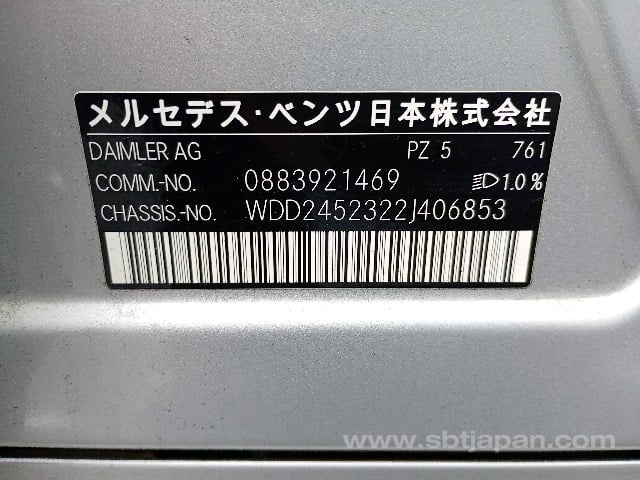 メルセデス・ベンツ日本株式会社
DAIMLER AG PZ 5 761
COMM.-NO. 0883921469 1.0%
CHASSIS.-NO. WDD2452322J406853
www.sbtjapan.com